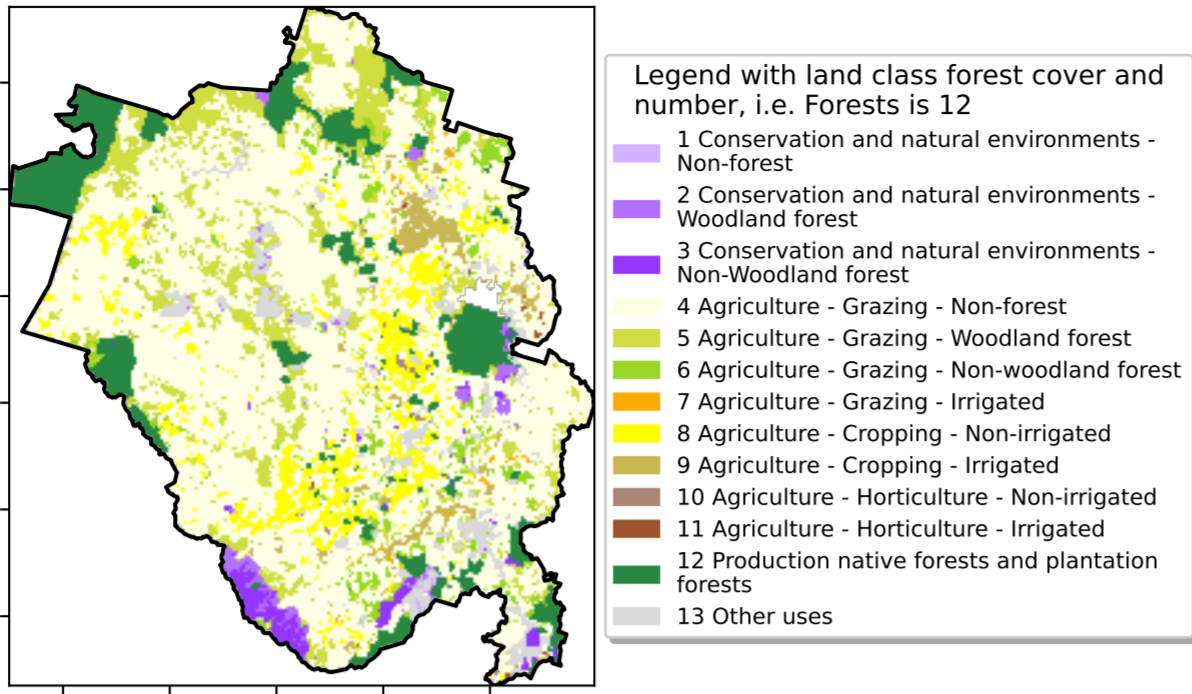 Legend with land class forest cover and
number, i.e. Forests is 12
1 Conservation and natural environments -
Non-forest
2 Conservation and natural environments -
Woodland forest
3 Conservation and natural environments -
Non-Woodland forest
4 Agriculture - Grazing - Non-forest
5 Agriculture - Grazing - Woodland forest
6 Agriculture - Grazing - Non-woodland forest
7 Agriculture - Grazing - Irrigated
8 Agriculture - Cropping - Non-irrigated
9 Agriculture - Cropping - Irrigated
10 Agriculture - Horticulture - Non-irrigated
11 Agriculture - Horticulture - Irrigated
12 Production native forests and plantation
forests
13 Other uses